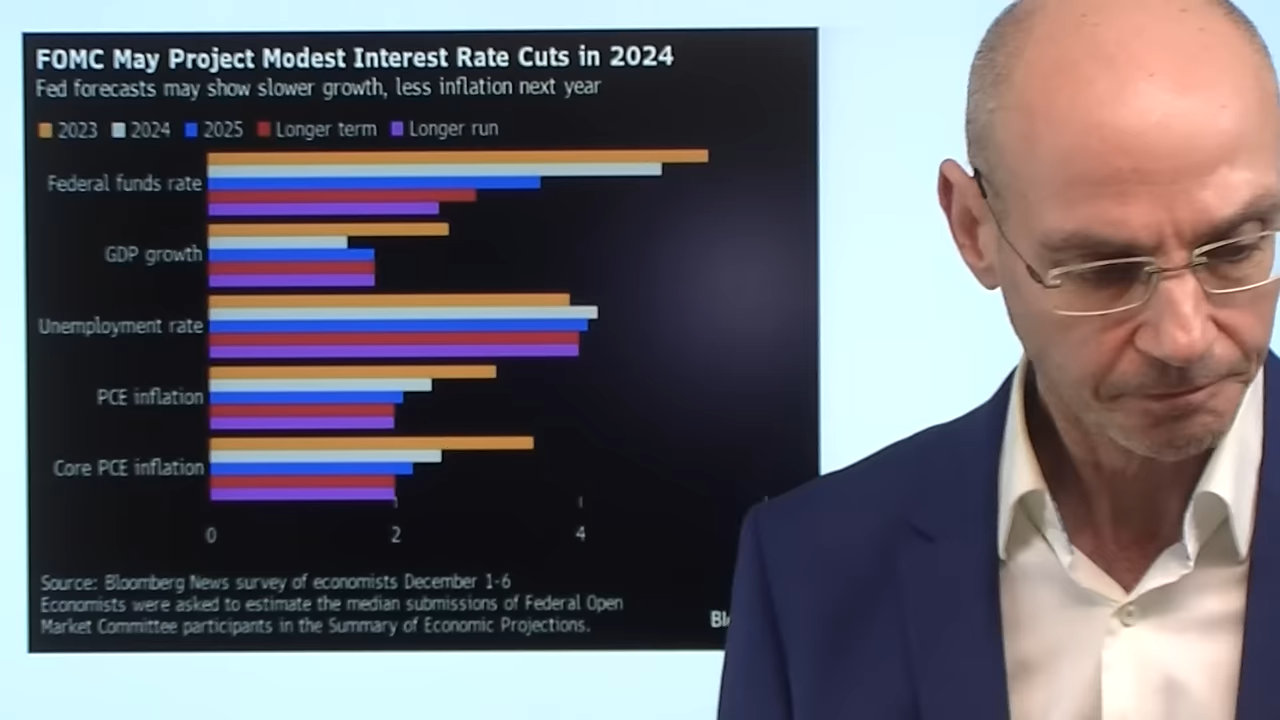 FOMC May Project Modest Interest Rate Cuts in 2024
Fed forecasts may show slower growth, less inflation next year
2023 2024 2025 Longer term Longer run
Federal funds rate
GDP growth
Unemployment rate
PCE inflation
Core PCE inflation
0 2 4
Source: Bloomberg News survey of economists December 1-6
Economists were asked to estimate the median submissions of Federal Open
Market Committee participants in the Summary of Economic Projections.